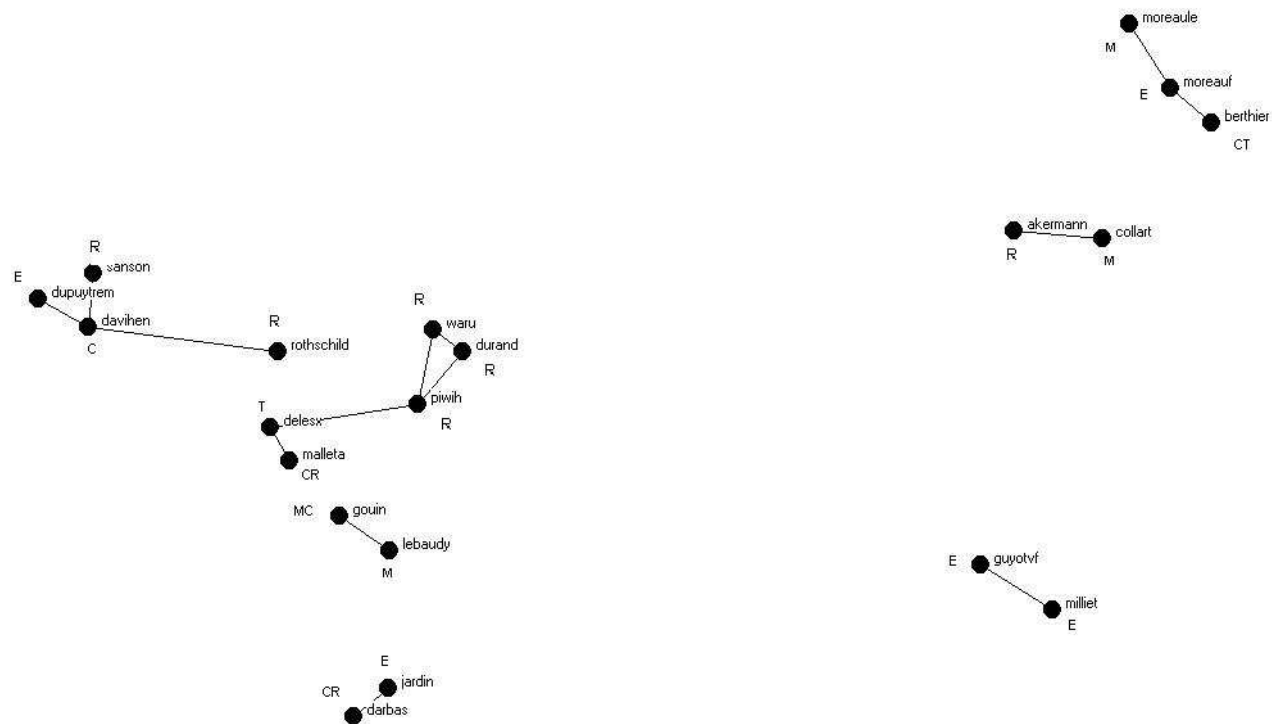 moreaule
M
moreauf
E
berthier
CT
akermann
collart
R
M
R
sanson
E
dupuytrem
davihen
C
R
rothschild
R
waru
durand
R
piwih
R
T
delesx
malleta
CR
MC
gouin
lebaudy
M
E
guyotvf
milliet
E
E
jardin
CR
darbas